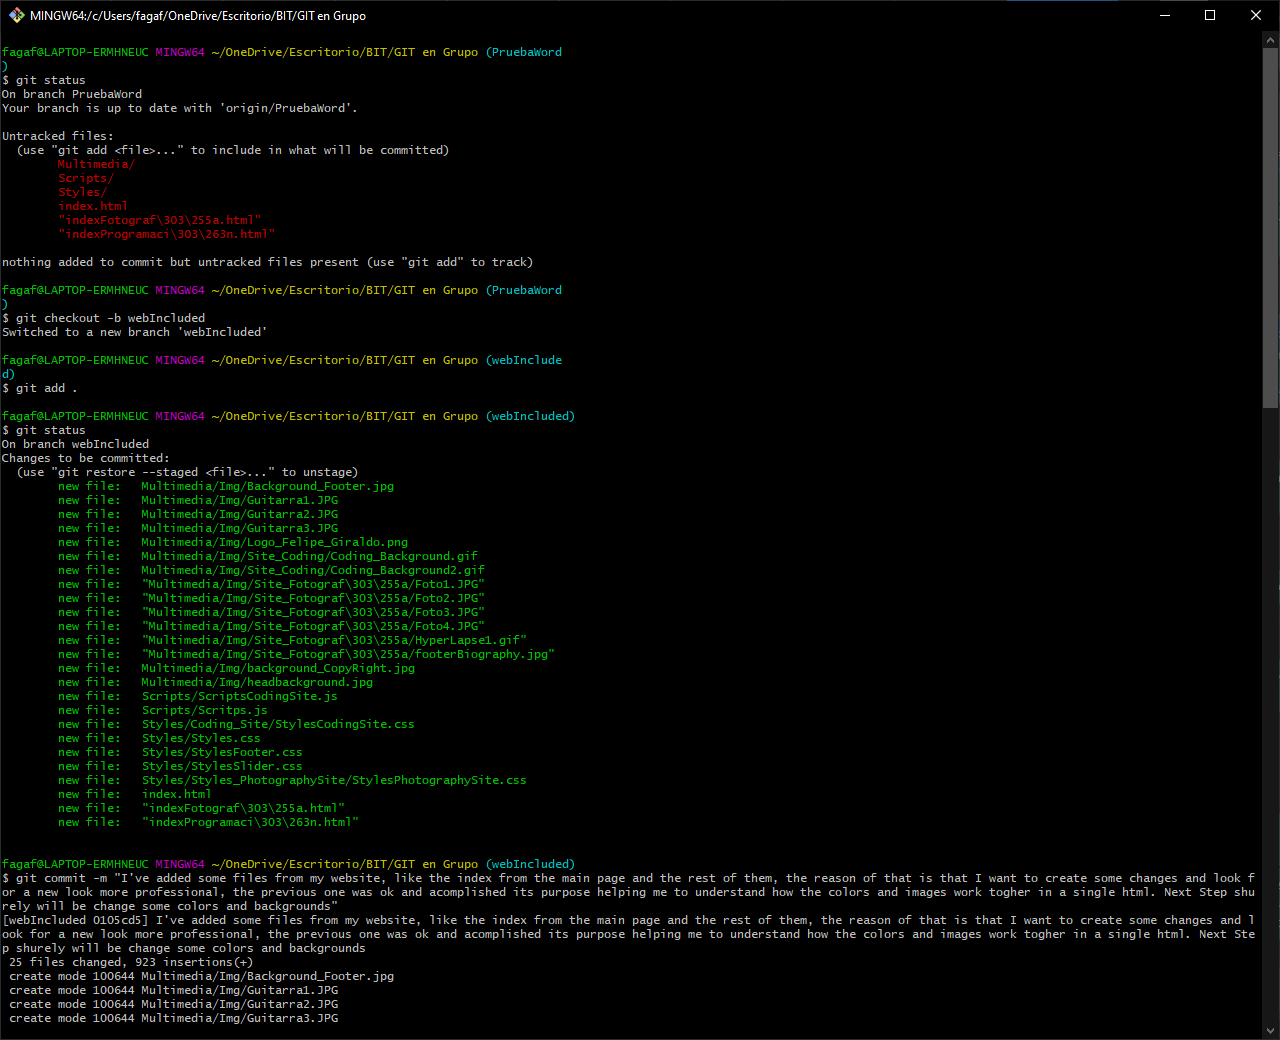 MINGW64:/c/Users/fagaf/OneDrive/Escritorio/BIT/GIT en Grupo
fagaf@LAPTOP-ERMHNEUC MINGW64 ~/OneDrive/Escritorio/BIT/GIT en Grupo (PruebaWord
)
$ git status
On branch PruebaWord
Your branch is up to date with 'origin/PruebaWord'.
Untracked files:
(use "git add <file>..." to include in what will be committed)
Multimedia/
Scripts/
Styles/
index.html
"indexFotograf\303\255a.html"
"indexProgramaci\303\263n.html"
nothing added to commit but untracked files present (use "git add" to track)
fagaf@LAPTOP-ERMHNEUC MINGW64 ~/OneDrive/Escritorio/BIT/GIT en Grupo (PruebaWord
)
$ git checkout -b webIncluded
Switched to a new branch 'webIncluded'
fagaf@LAPTOP-ERMHNEUC MINGW64 ~/OneDrive/Escritorio/BIT/GIT en Grupo (webInclude
d)
$ git add .
fagaf@LAPTOP-ERMHNEUC MINGW64 ~/OneDrive/Escritorio/BIT/GIT en Grupo (webIncluded)
$ git status
On branch webIncluded
Changes to be committed:
(use "git restore --staged <file>..." to unstage)
new file:   Multimedia/Img/Background_Footer.jpg
new file:   Multimedia/Img/Guitarra1.JPG
new file:   Multimedia/Img/Guitarra2.JPG
new file:   Multimedia/Img/Guitarra3.JPG
new file:   Multimedia/Img/Logo_Felipe_Giraldo.png
new file:   Multimedia/Img/Site_Coding/Coding_Background.gif
new file:   Multimedia/Img/Site_Coding/Coding_Background2.gif
new file:   "Multimedia/Img/Site_Fotograf\303\255a/Foto1.JPG"
new file:   "Multimedia/Img/Site_Fotograf\303\255a/Foto2.JPG"
new file:   "Multimedia/Img/Site_Fotograf\303\255a/Foto3.JPG"
new file:   "Multimedia/Img/Site_Fotograf\303\255a/Foto4.JPG"
new file:   "Multimedia/Img/Site_Fotograf\303\255a/HyperLapse1.gif"
new file:   "Multimedia/Img/Site_Fotograf\303\255a/footerBiography.jpg"
new file:   Multimedia/Img/background_CopyRight.jpg
new file:   Multimedia/Img/headbackground.jpg
new file:   Scripts/ScriptsCodingSite.js
new file:   Scripts/Scritps.js
new file:   Styles/Coding_Site/StylesCodingSite.css
new file:   Styles/Styles.css
new file:   Styles/StylesFooter.css
new file:   Styles/StylesSlider.css
new file:   Styles/Styles_PhotographySite/StylesPhotographySite.css
new file:   index.html
new file:   "indexFotograf\303\255a.html"
new file:   "indexProgramaci\303\263n.html"
fagaf@LAPTOP-ERMHNEUC MINGW64 ~/OneDrive/Escritorio/BIT/GIT en Grupo (webIncluded)
$ git commit -m "I've added some files from my website, like the index from the main page and the rest of them, the reason of that is that I want to create some changes and look f
or a new look more professional, the previous one was ok and acomplished its purpose helping me to understand how the colors and images work togher in a single html. Next Step shu
rely will be change some colors and backgrounds"
[webIncluded 0105cd5] I've added some files from my website, like the index from the main page and the rest of them, the reason of that is that I want to create some changes and l
ook for a new look more professional, the previous one was ok and acomplished its purpose helping me to understand how the colors and images work togher in a single html. Next Ste
p shurely will be change some colors and backgrounds
25 files changed, 923 insertions(+)
create mode 100644 Multimedia/Img/Background_Footer.jpg
create mode 100644 Multimedia/Img/Guitarra1.JPG
create mode 100644 Multimedia/Img/Guitarra2.JPG
create mode 100644 Multimedia/Img/Guitarra3.JPG